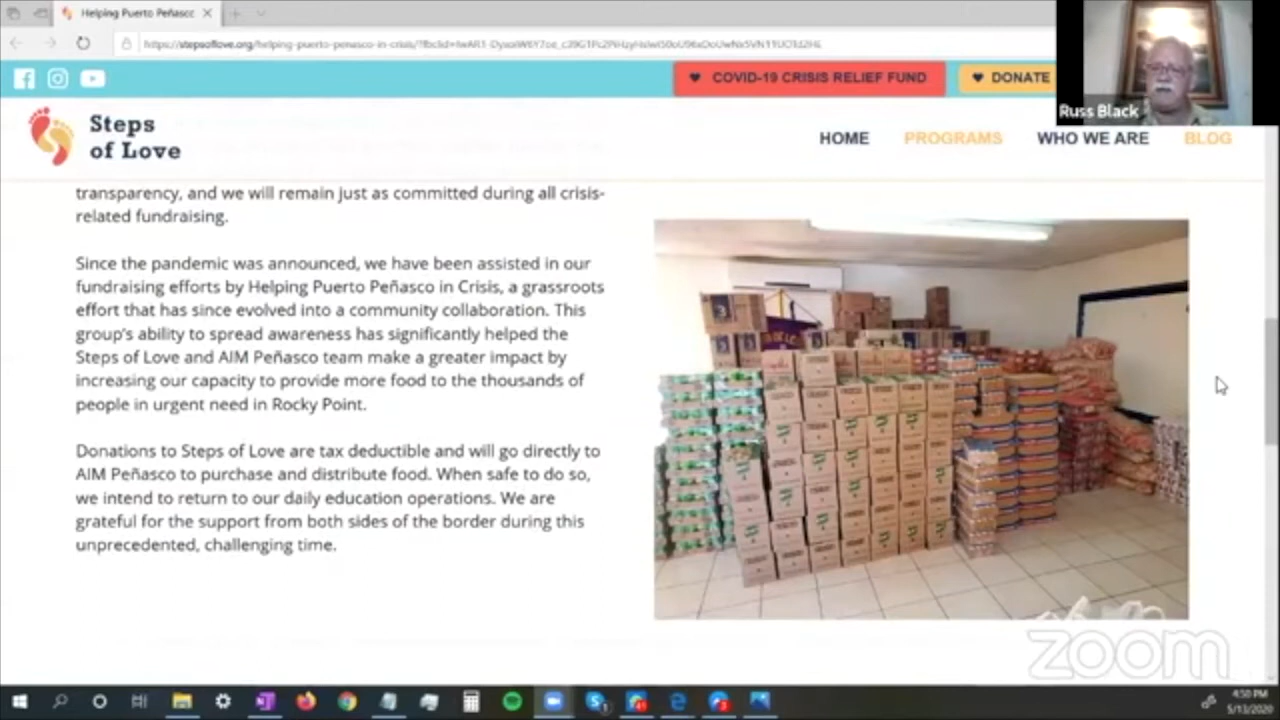 Helping Puerto Peñasco
COVID-19 CRISIS RELIEF FUND
DONATE
Russ Black
Steps
of Love
HOME
PROGRAMS
WHO WE ARE
BLOG
transparency, and we will remain just as committed during all crisis-
related fundraising.
Since the pandemic was announced, we have been assisted in our
fundraising efforts by Helping Puerto Peñasco in Crisis, a grassroots
effort that has since evolved into a community collaboration. This
group's ability to spread awareness has significantly helped the
Steps of Love and AIM Peñasco team make a greater impact by
increasing our capacity to provide more food to the thousands of
people in urgent need in Rocky Point.
Donations to Steps of Love are tax deductible and will go directly to
AIM Peñasco to purchase and distribute food. When safe to do so,
we intend to return to our daily education operations. We are
grateful for the support from both sides of the border during this
unprecedented, challenging time.
zoom
4:50 PM
5/13/2020